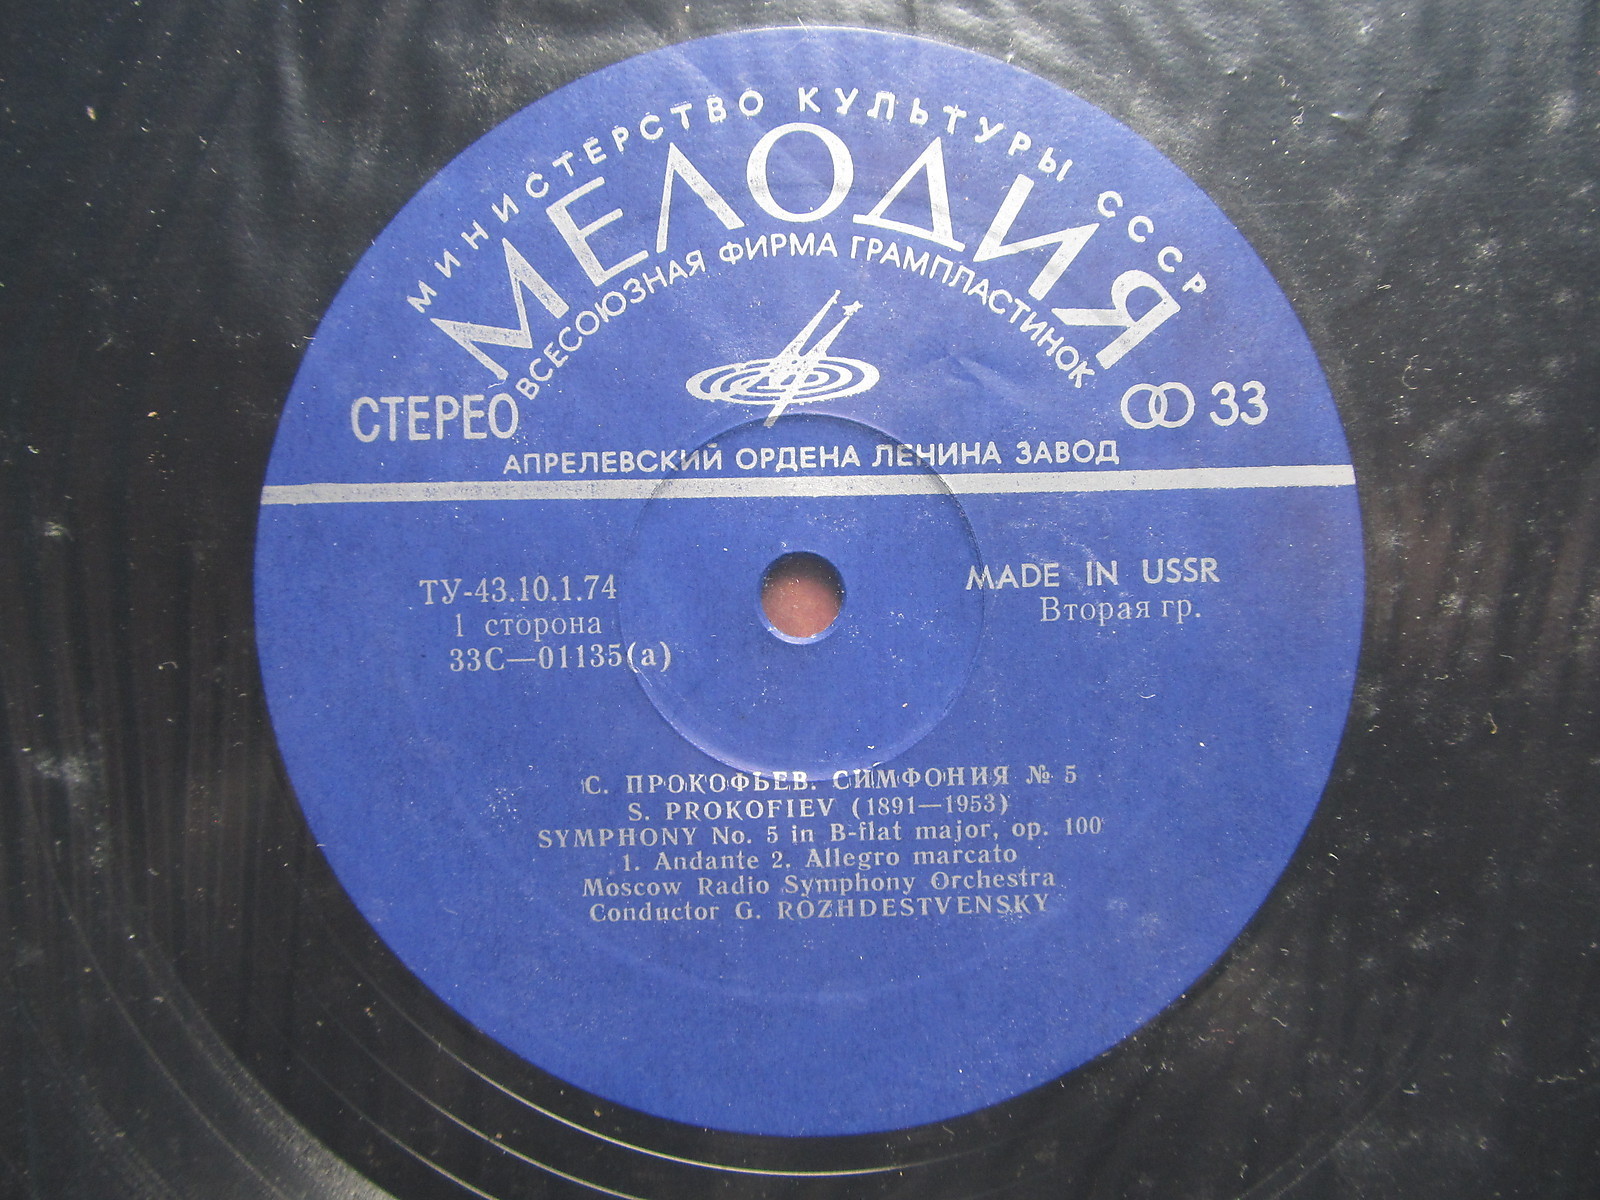 МИНИСТЕРСТВО КУЛЬТУРЫ СССР
МЕЛОДИЯ
ВСЕСОЮЗНАЯ ФИРМА ГРАМПЛАСТИНОК
СТЕРЕО
33
АПРЕЛЕВСКИЙ ОРДЕНА ЛЕНИНА ЗАВОД
ТУ-43.10.1.74
1 сторона
33С—01135(а)
MADE IN USSR
Вторая гр.
С. ПРОКОФЬЕВ. СИМФОНИЯ № 5
S. PROKOFIEV (1891—1953)
SYMPHONY No. 5 in B-flat major, op. 100
1. Andante 2. Allegro marcato
Moscow Radio Symphony Orchestra
Conductor G. ROZHDESTVENSKY